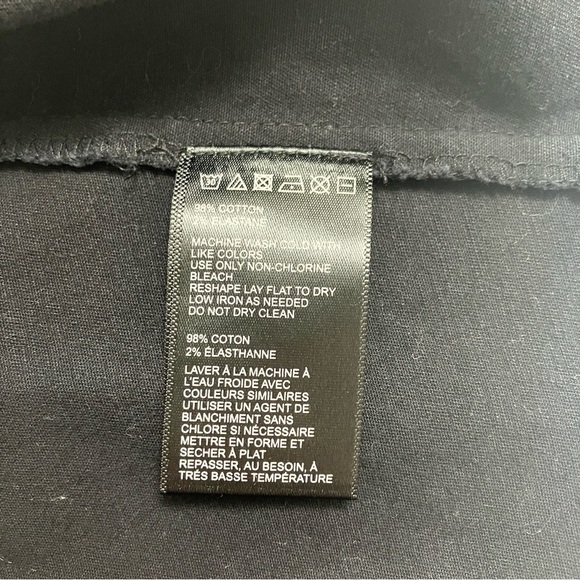 98% COTTON
2% ELASTANE
MACHINE WASH COLD WITH
LIKE COLORS
USE ONLY NON-CHLORINE
BLEACH
RESHAPE LAY FLAT TO DRY
LOW IRON AS NEEDED
DO NOT DRY CLEAN
98% COTON
2% ÉLASTHANNE
LAVER À LA MACHINE À
L'EAU FROIDE AVEC
COULEURS SIMILAIRES
UTILISER UN AGENT DE
BLANCHIMENT SANS
CHLORE SI NÉCESSAIRE
METTRE EN FORME ET
SECHER À PLAT
REPASSER, AU BESOIN, À
TRÉS BASSE TEMPÉRATURE